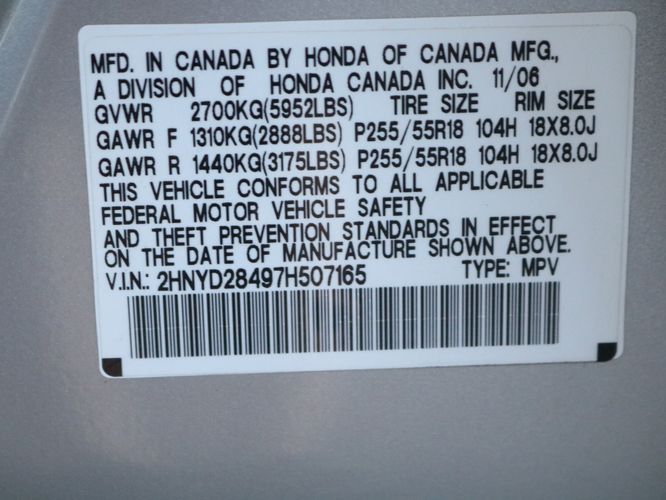 MFD. IN CANADA BY HONDA OF CANADA MFG.,
A DIVISION OF HONDA CANADA INC. 11/06
GVWR 2700KG(5952LBS) TIRE SIZE RIM SIZE
GAWR F 1310KG(2888LBS) P255/55R18 104H 18X8.0J
GAWR R 1440KG(3175LBS) P255/55R18 104H 18X8.0J
THIS VEHICLE CONFORMS TO ALL APPLICABLE
FEDERAL MOTOR VEHICLE SAFETY
AND THEFT PREVENTION STANDARDS IN EFFECT
ON THE DATE OF MANUFACTURE SHOWN ABOVE.
V.I.N.: 2HNYD28497H507165 TYPE: MPV